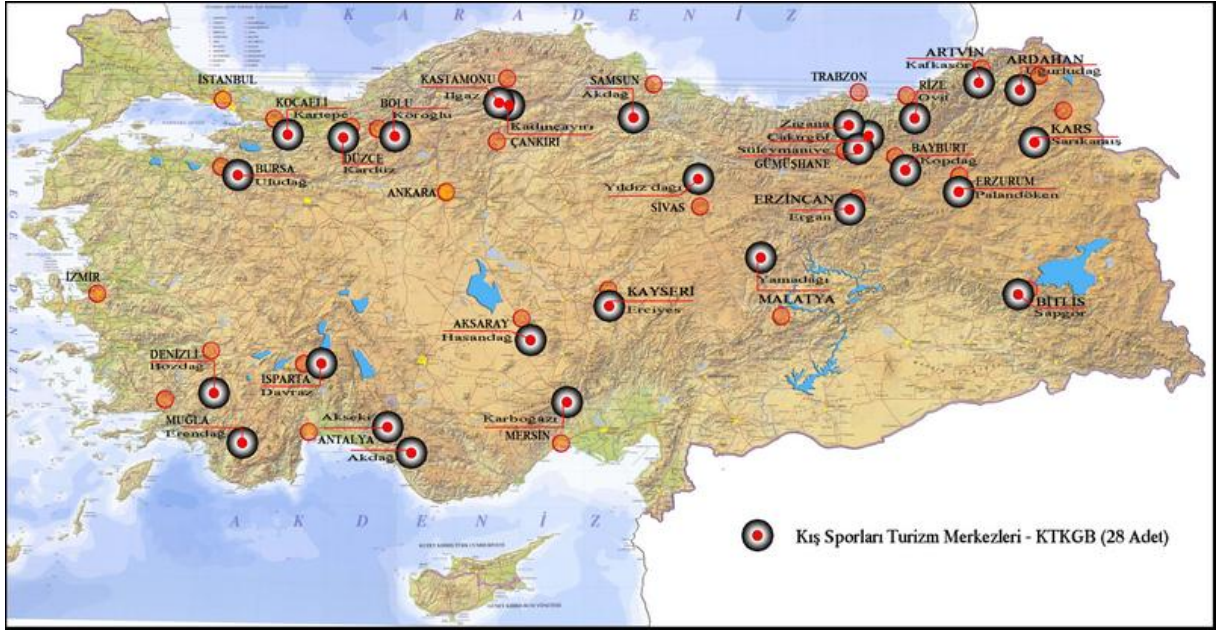 K A R A D E N İ Z
İSTANBUL
KOCAELİ
Kartepe
BOLU
Köroğlu
DÜZCE
Kardüz
BURSA
Uludağ
KASTAMONU
Ilgaz
Kadınçayırı
ÇANKIRI
ANKARA
SAMSUN
Akdağ
TRABZON
Zigana
Çakırgöf
Süleymaniye
GÜMÜŞHANE
RİZE
Ovit
ARTVİN
Kafkasör
ARDAHAN
Uğurludağ
KARS
Sarıkamış
BAYBURT
Kopdağ
ERZURUM
Palandöken
ERZİNCAN
Ergan
Yıldız dağı
SİVAS
Yamadağı
MALATYA
BİTLİS
Sapgör
KAYSERİ
Erciyes
AKSARAY
Hasandağ
E G E D E N İ Z İ
İZMİR
DENİZLİ
Bozdağ
ISPARTA
Davraz
MUĞLA
Erendağ
Akseki
ANTALYA
Akdağ
Karboğazı
MERSİN
A K D E N İ Z
Kış Sporları Turizm Merkezleri - KTKGB (28 Adet)